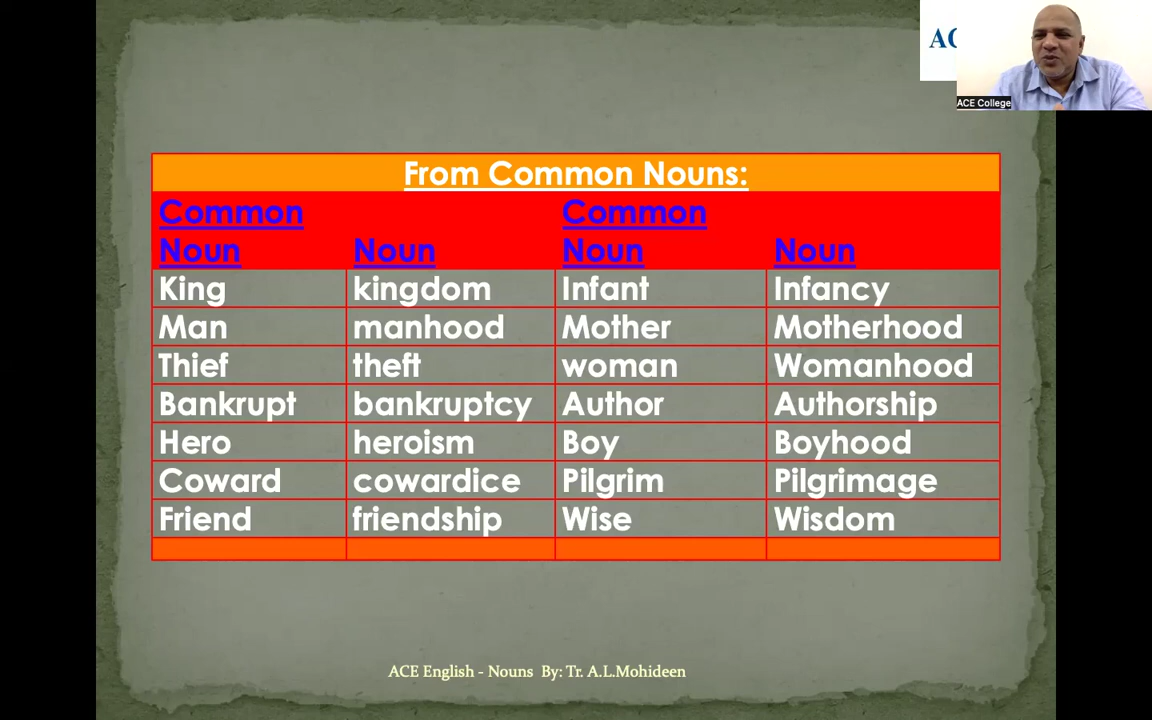 AC
ACE College
From Common Nouns:
Common Noun Noun Common Noun Noun
King kingdom Infant Infancy
Man manhood Mother Motherhood
Thief theft woman Womanhood
Bankrupt bankruptcy Author Authorship
Hero heroism Boy Boyhood
Coward cowardice Pilgrim Pilgrimage
Friend friendship Wise Wisdom
ACE English - Nouns By: Tr. A.L.Mohideen